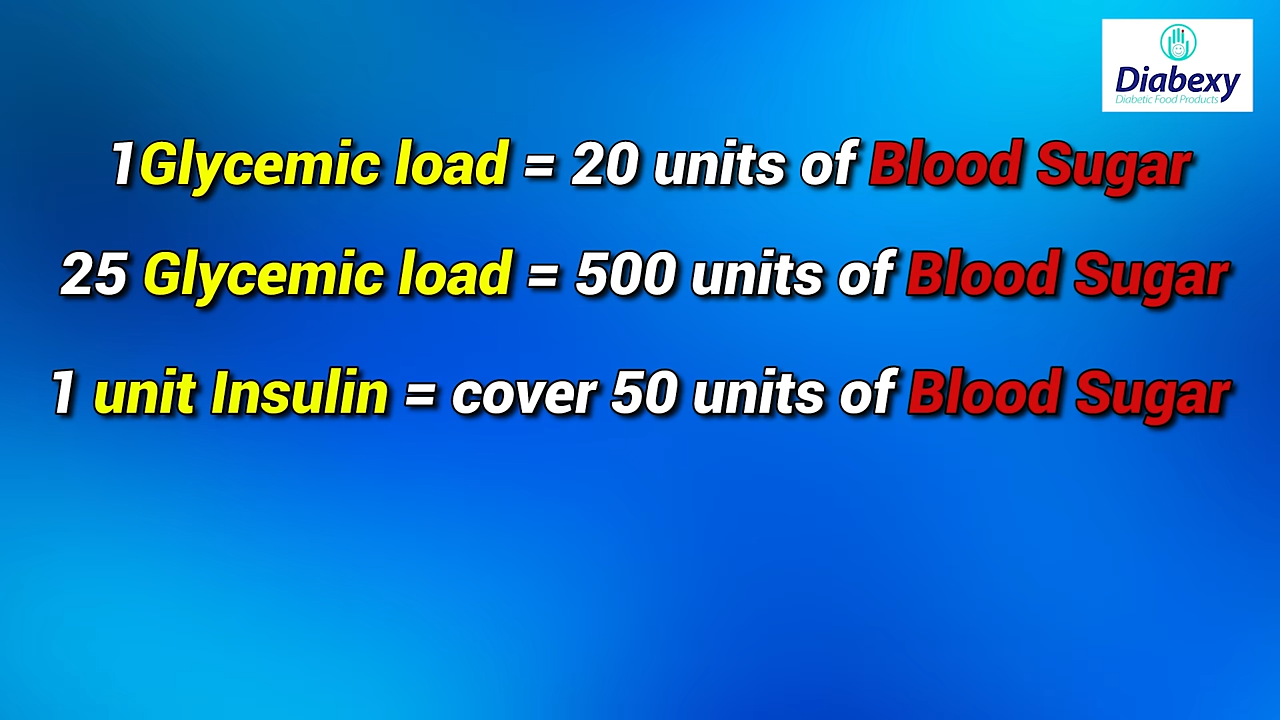 Diabexy
Diabetic Food Products
1Glycemic load = 20 units of Blood Sugar
25 Glycemic load = 500 units of Blood Sugar
1 unit Insulin = cover 50 units of Blood Sugar